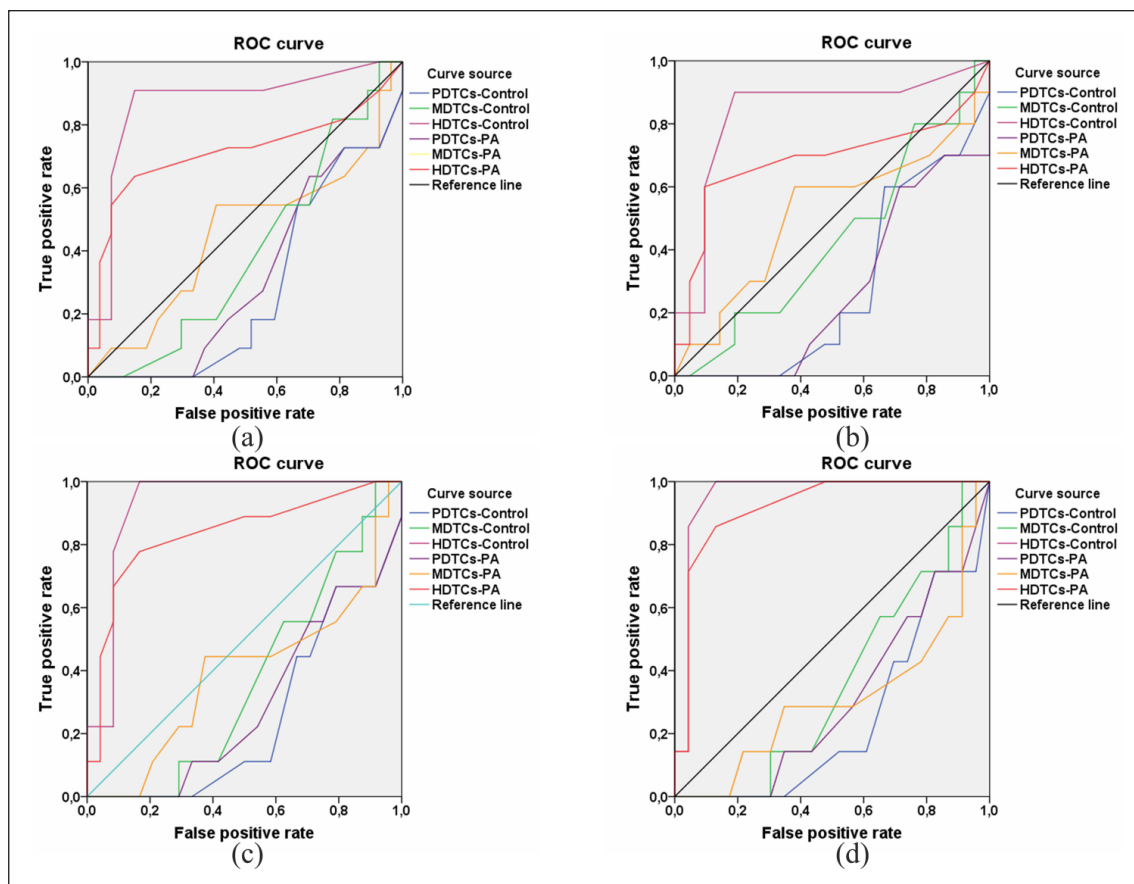 ROC curve
True positive rate
1,0
0,8
0,6
0,4
0,2
0,0
0,0
0,2
0,4
0,6
0,8
1,0
False positive rate
Curve source
PDTCs-Control
MDTCs-Control
HDTCs-Control
PDTCs-PA
MDTCs-PA
HDTCs-PA
Reference line
(a)
ROC curve
True positive rate
1,0
0,8
0,6
0,4
0,2
0,0
0,0
0,2
0,4
0,6
0,8
1,0
False positive rate
Curve source
PDTCs-Control
MDTCs-Control
HDTCs-Control
PDTCs-PA
MDTCs-PA
HDTCs-PA
Reference line
(b)
ROC curve
True positive rate
1,0
0,8
0,6
0,4
0,2
0,0
0,0
0,2
0,4
0,6
0,8
1,0
False positive rate
Curve source
PDTCs-Control
MDTCs-Control
HDTCs-Control
PDTCs-PA
MDTCs-PA
HDTCs-PA
Reference line
(c)
ROC curve
True positive rate
1,0
0,8
0,6
0,4
0,2
0,0
0,0
0,2
0,4
0,6
0,8
1,0
False positive rate
Curve source
PDTCs-Control
MDTCs-Control
HDTCs-Control
PDTCs-PA
MDTCs-PA
HDTCs-PA
Reference line
(d)